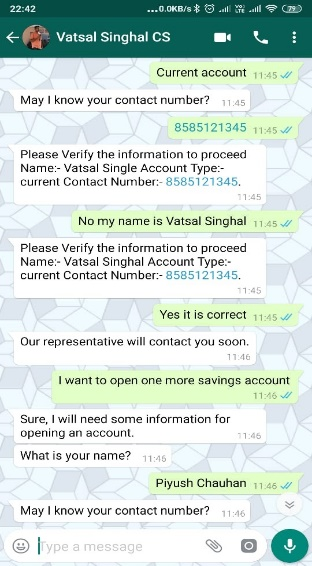 22:42
...0.0KB/s
79
Vatsal Singhal CS
Current account 11:45
May I know your contact number? 11:45
8585121345 11:45
Please Verify the information to proceed
Name:- Vatsal Single Account Type:-
current Contact Number:- 8585121345.
11:45
No my name is Vatsal Singhal 11:45
Please Verify the information to proceed
Name:- Vatsal Singhal Account Type:-
current Contact Number:- 8585121345.
11:45
Yes it is correct 11:45
Our representative will contact you soon.
11:46
I want to open one more savings account
11:46
Sure, I will need some information for
opening an account.
11:46
What is your name? 11:46
Piyush Chauhan 11:46
May I know your contact number? 11:46
Type a message